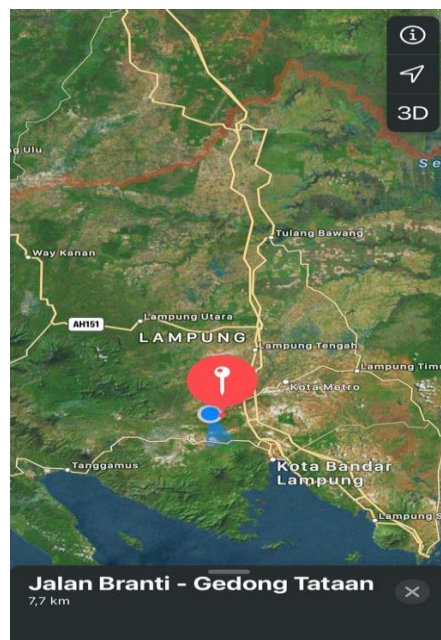 3D
g Ulu
Se
Tulang Bawang
Way Kanan
AH151
Lampung Utara
LAMPUNG
Lampung Tengah
Lampung Tim
Kota Metro
Tanggamus
Kota Bandar
Lampung
Lampung S
Jalan Branti - Gedong Tataan
7,7 km